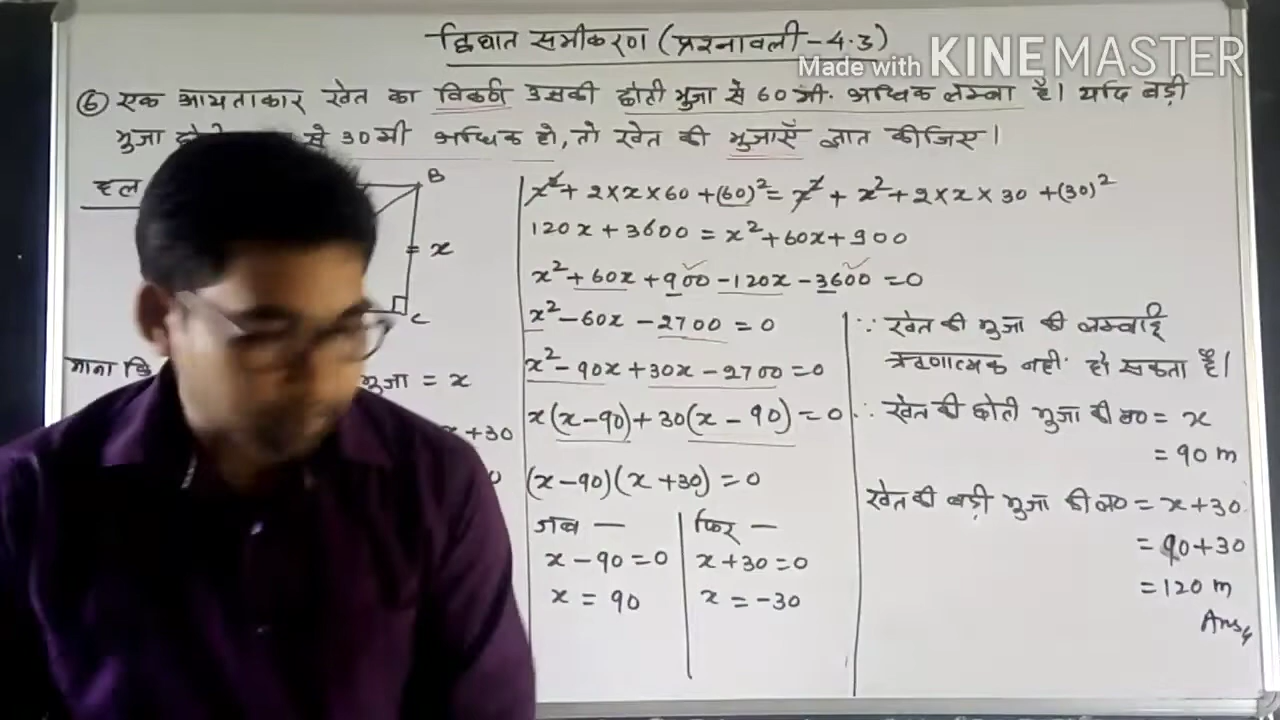 द्विघात समीकरण (प्रश्नावली-4.3)
Made with KINEMASTER
⑥ एक आयताकार खेत का विकर्ण उसकी छोटी भुजा से 60 मी. अधिक लम्बा है। यदि बड़ी
भुजा से 30 मी अधिक हो, तो खेत की भुजाएँ ज्ञात कीजिए।
हल
B
x
C
माना कि
भुजा = x
x+30
0
x² + 2×x×60 + (60)² = x² + x² + 2×x×30 + (30)²
120x + 3600 = x² + 60x + 900
x² + 60x + 900 - 120x - 3600 = 0
x² - 60x - 2700 = 0
x² - 90x + 30x - 2700 = 0
x(x-90) + 30(x-90) = 0
(x-90)(x+30) = 0
जब —
x - 90 = 0
x = 90
फिर —
x + 30 = 0
x = -30
∵ खेत की भुजा की लम्बाई
ऋणात्मक नहीं हो सकता है।
∴ खेत की छोटी भुजा की ल० = x
= 90 m
खेत की बड़ी भुजा की ल० = x+30
= 90+30
= 120 m
Ans